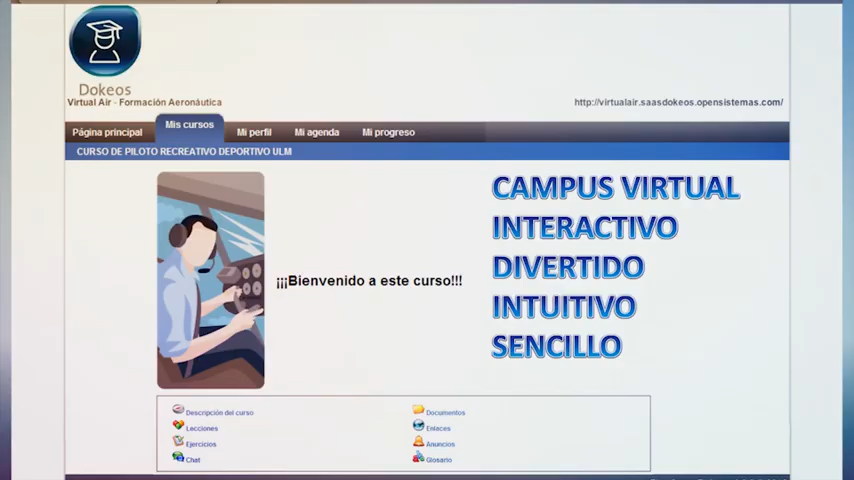 Dokeos
Virtual Air - Formación Aeronáutica
http://virtualair.saasdokeos.opensistemas.com/
Página principal
Mis cursos
Mi perfil
Mi agenda
Mi progreso
CURSO DE PILOTO RECREATIVO DEPORTIVO ULM
¡¡¡Bienvenido a este curso!!!
CAMPUS VIRTUAL
INTERACTIVO
DIVERTIDO
INTUITIVO
SENCILLO
Descripción del curso
Lecciones
Ejercicios
Chat
Documentos
Enlaces
Anuncios
Glosario